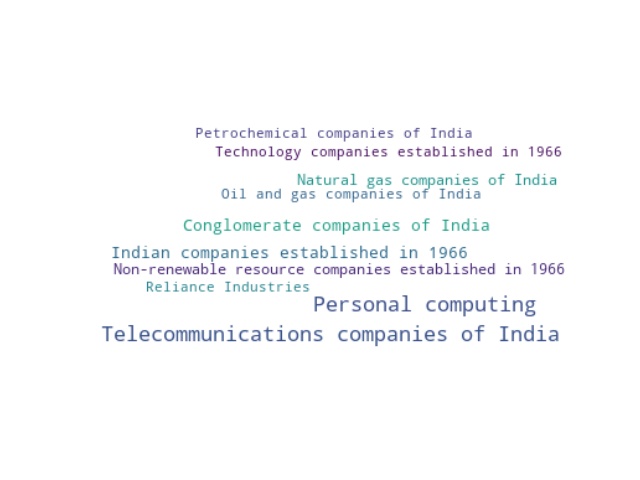 Petrochemical companies of India
Technology companies established in 1966
Natural gas companies of India
Oil and gas companies of India
Conglomerate companies of India
Indian companies established in 1966
Non-renewable resource companies established in 1966
Reliance Industries
Personal computing
Telecommunications companies of India